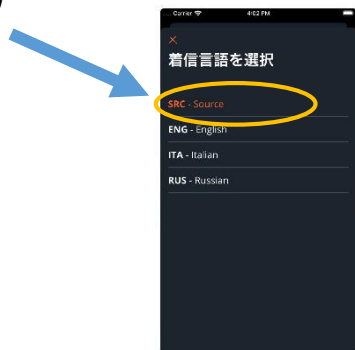 Carrier 4:02 PM
着信言語を選択
SRC - Source
ENG - English
ITA - Italian
RUS - Russian